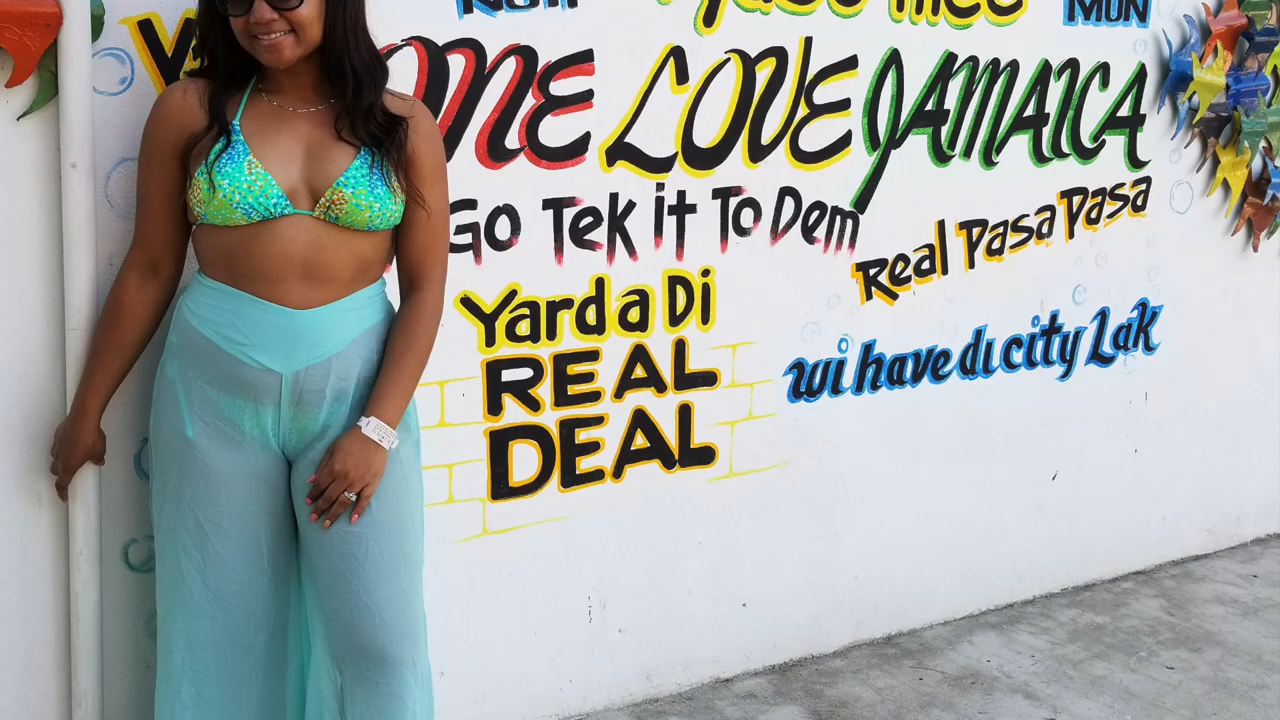 MUN
ONE LOVE JAMAICA
GO TEK iT TO Dem
Real Pasa Pasa
Yard a Di
REAL
DEAL
wi have di city Lak